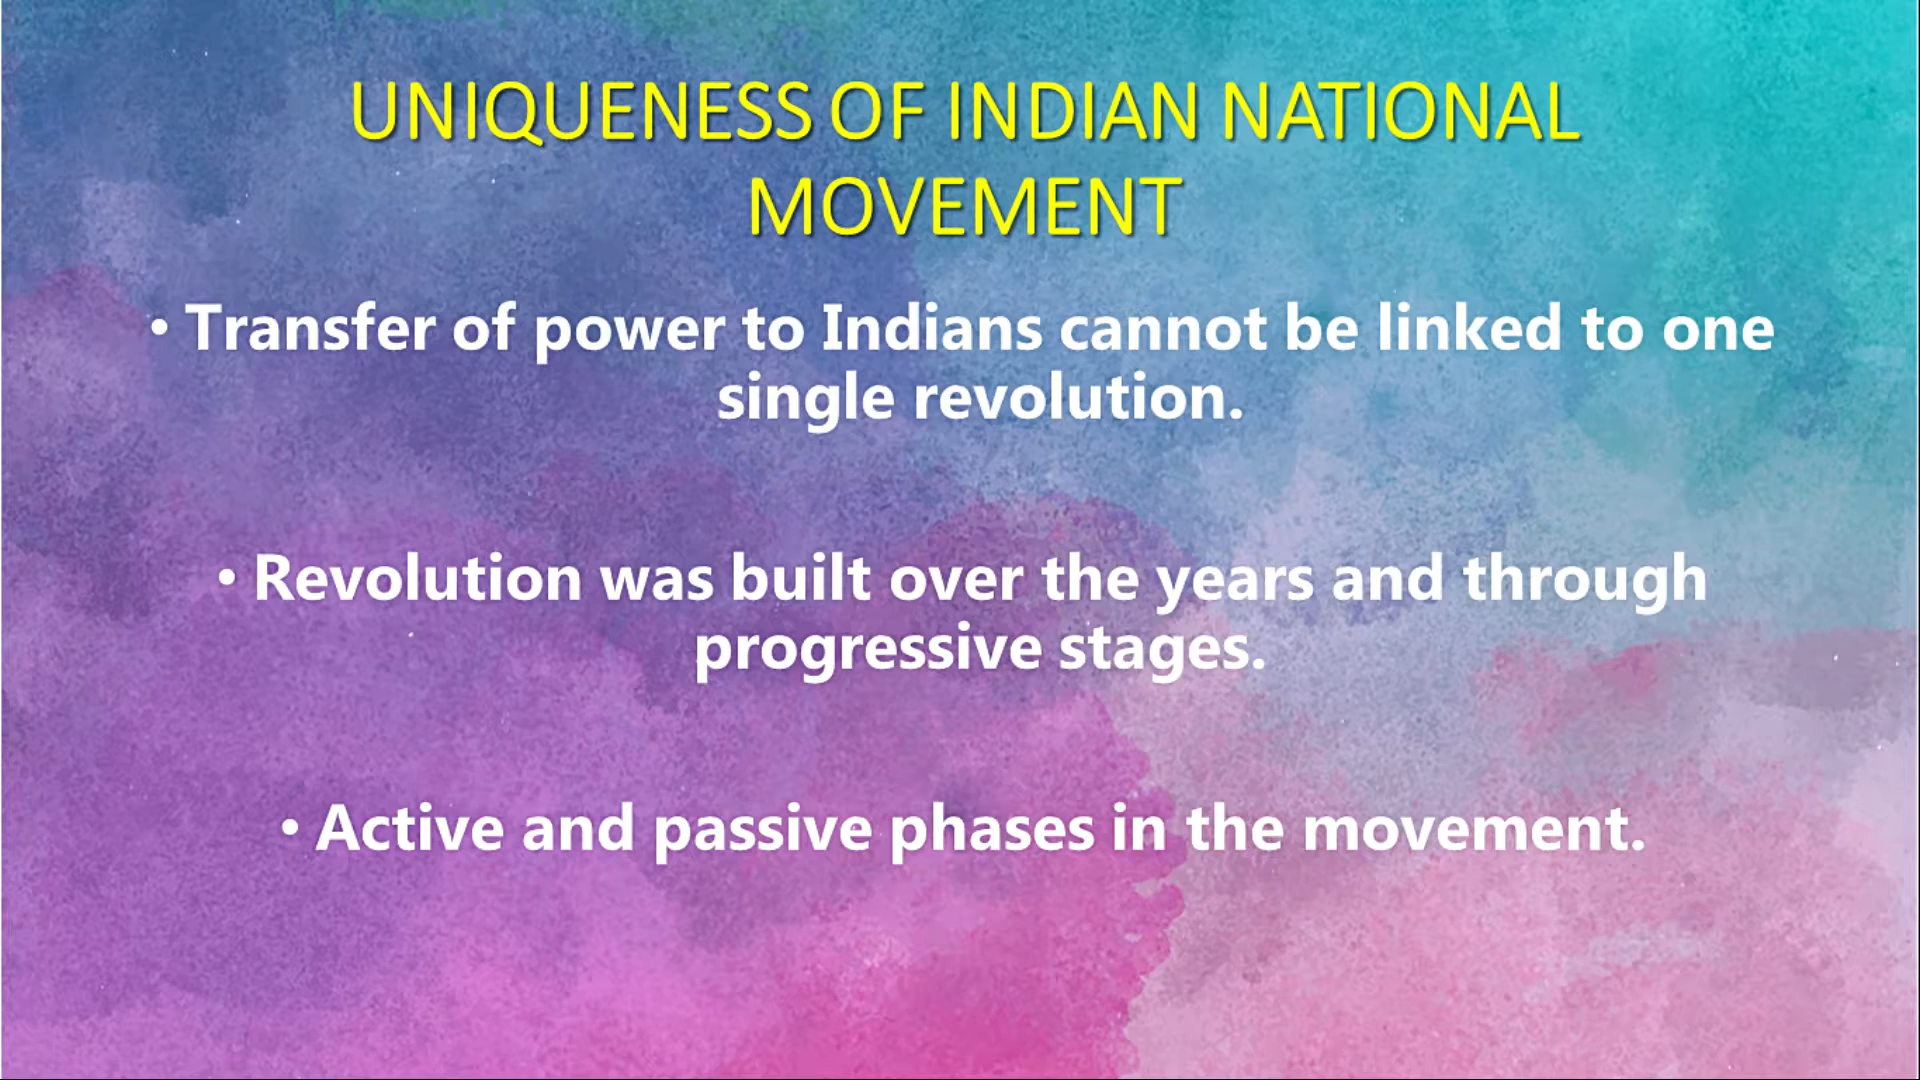 UNIQUENESS OF INDIAN NATIONAL
MOVEMENT
• Transfer of power to Indians cannot be linked to one
single revolution.
• Revolution was built over the years and through
progressive stages.
• Active and passive phases in the movement.